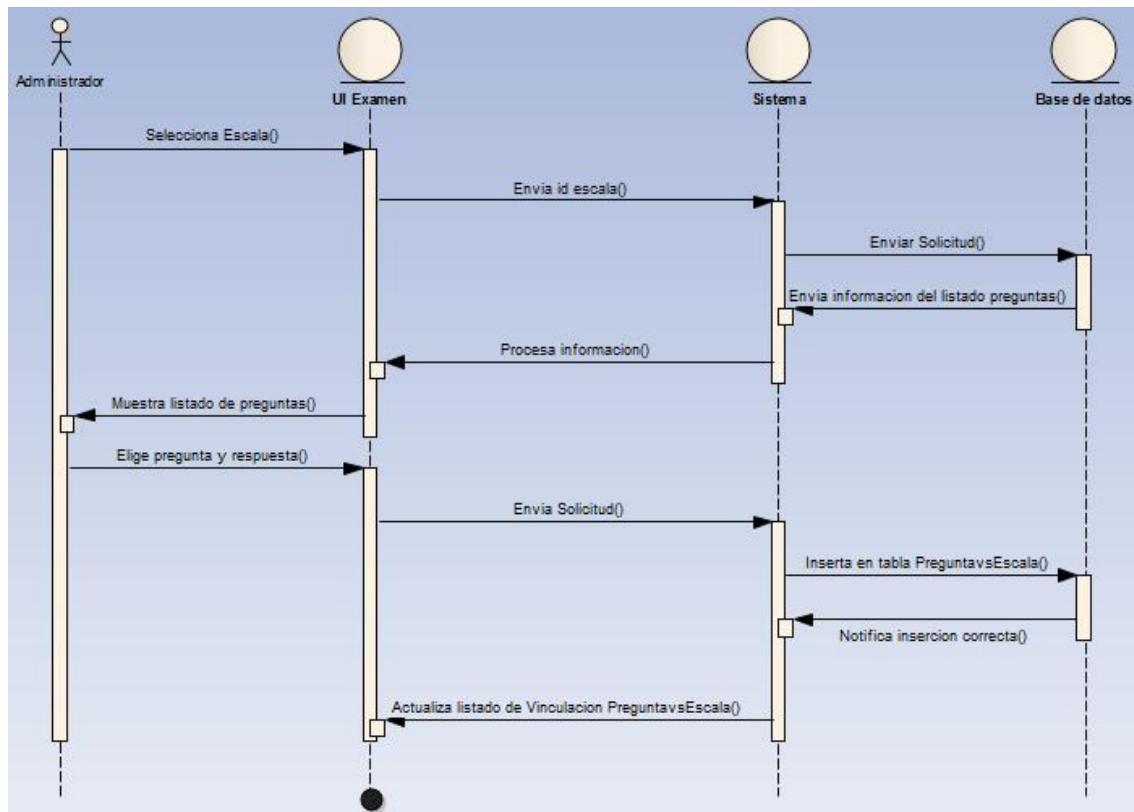 Administrador
UI Examen
Sistema
Base de datos
Selecciona Escala()
Envia id escala()
Enviar Solicitud()
Envia informacion del listado preguntas()
Procesa informacion()
Muestra listado de preguntas()
Elige pregunta y respuesta()
Envia Solicitud()
Inserta en tabla PreguntavsEscala()
Notifica insercion correcta()
Actualiza listado de Vinculacion PreguntavsEscala()